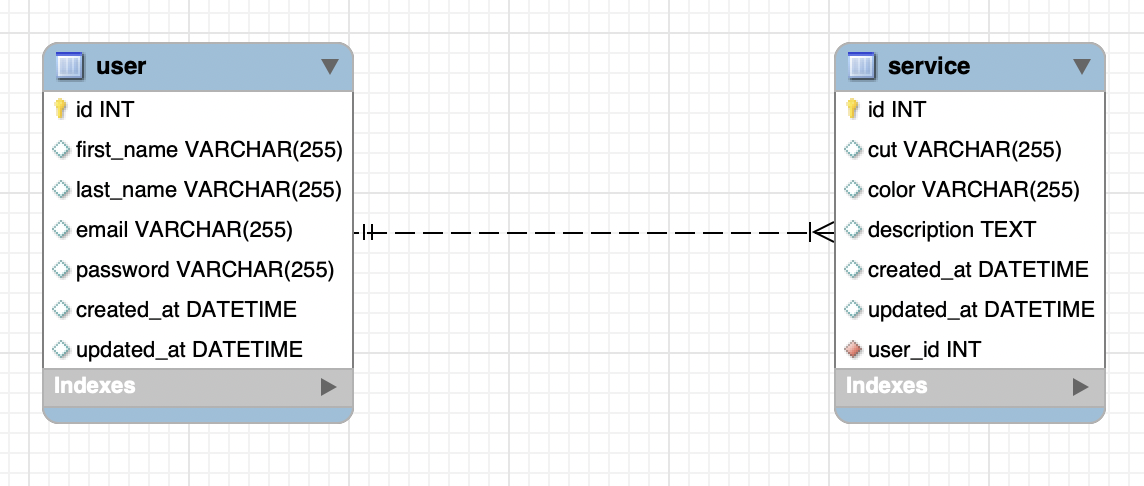 user
id INT
first_name VARCHAR(255)
last_name VARCHAR(255)
email VARCHAR(255)
password VARCHAR(255)
created_at DATETIME
updated_at DATETIME
Indexes
service
id INT
cut VARCHAR(255)
color VARCHAR(255)
description TEXT
created_at DATETIME
updated_at DATETIME
user_id INT
Indexes